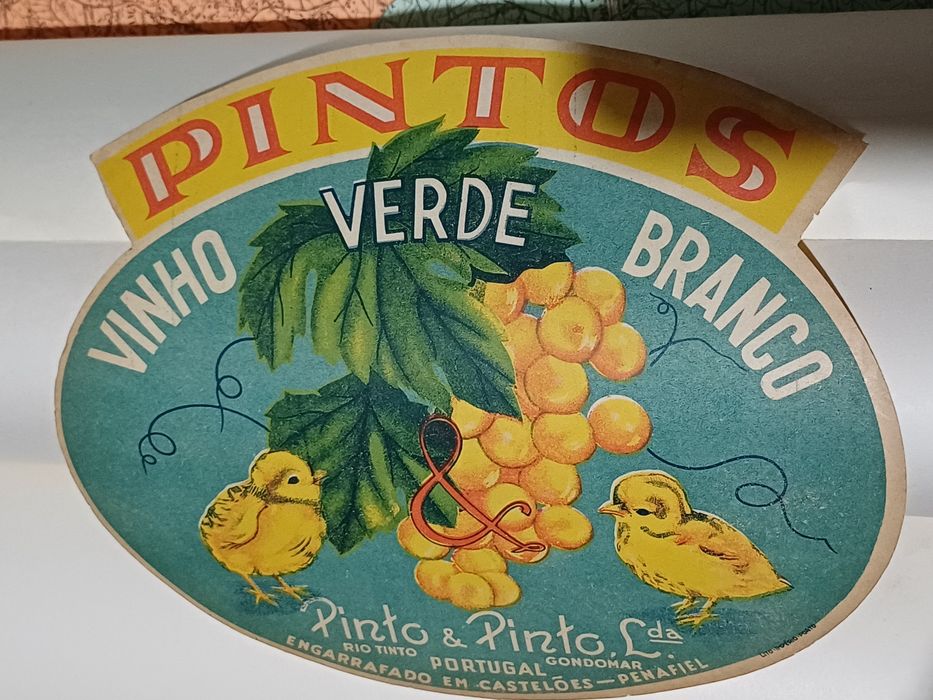 PINTOS
VINHO VERDE BRANCO
&
Pinto & Pinto, Lda
RIO TINTO PORTUGAL GONDOMAR
ENGARRAFADO EM CASTELÕES — PENAFIEL